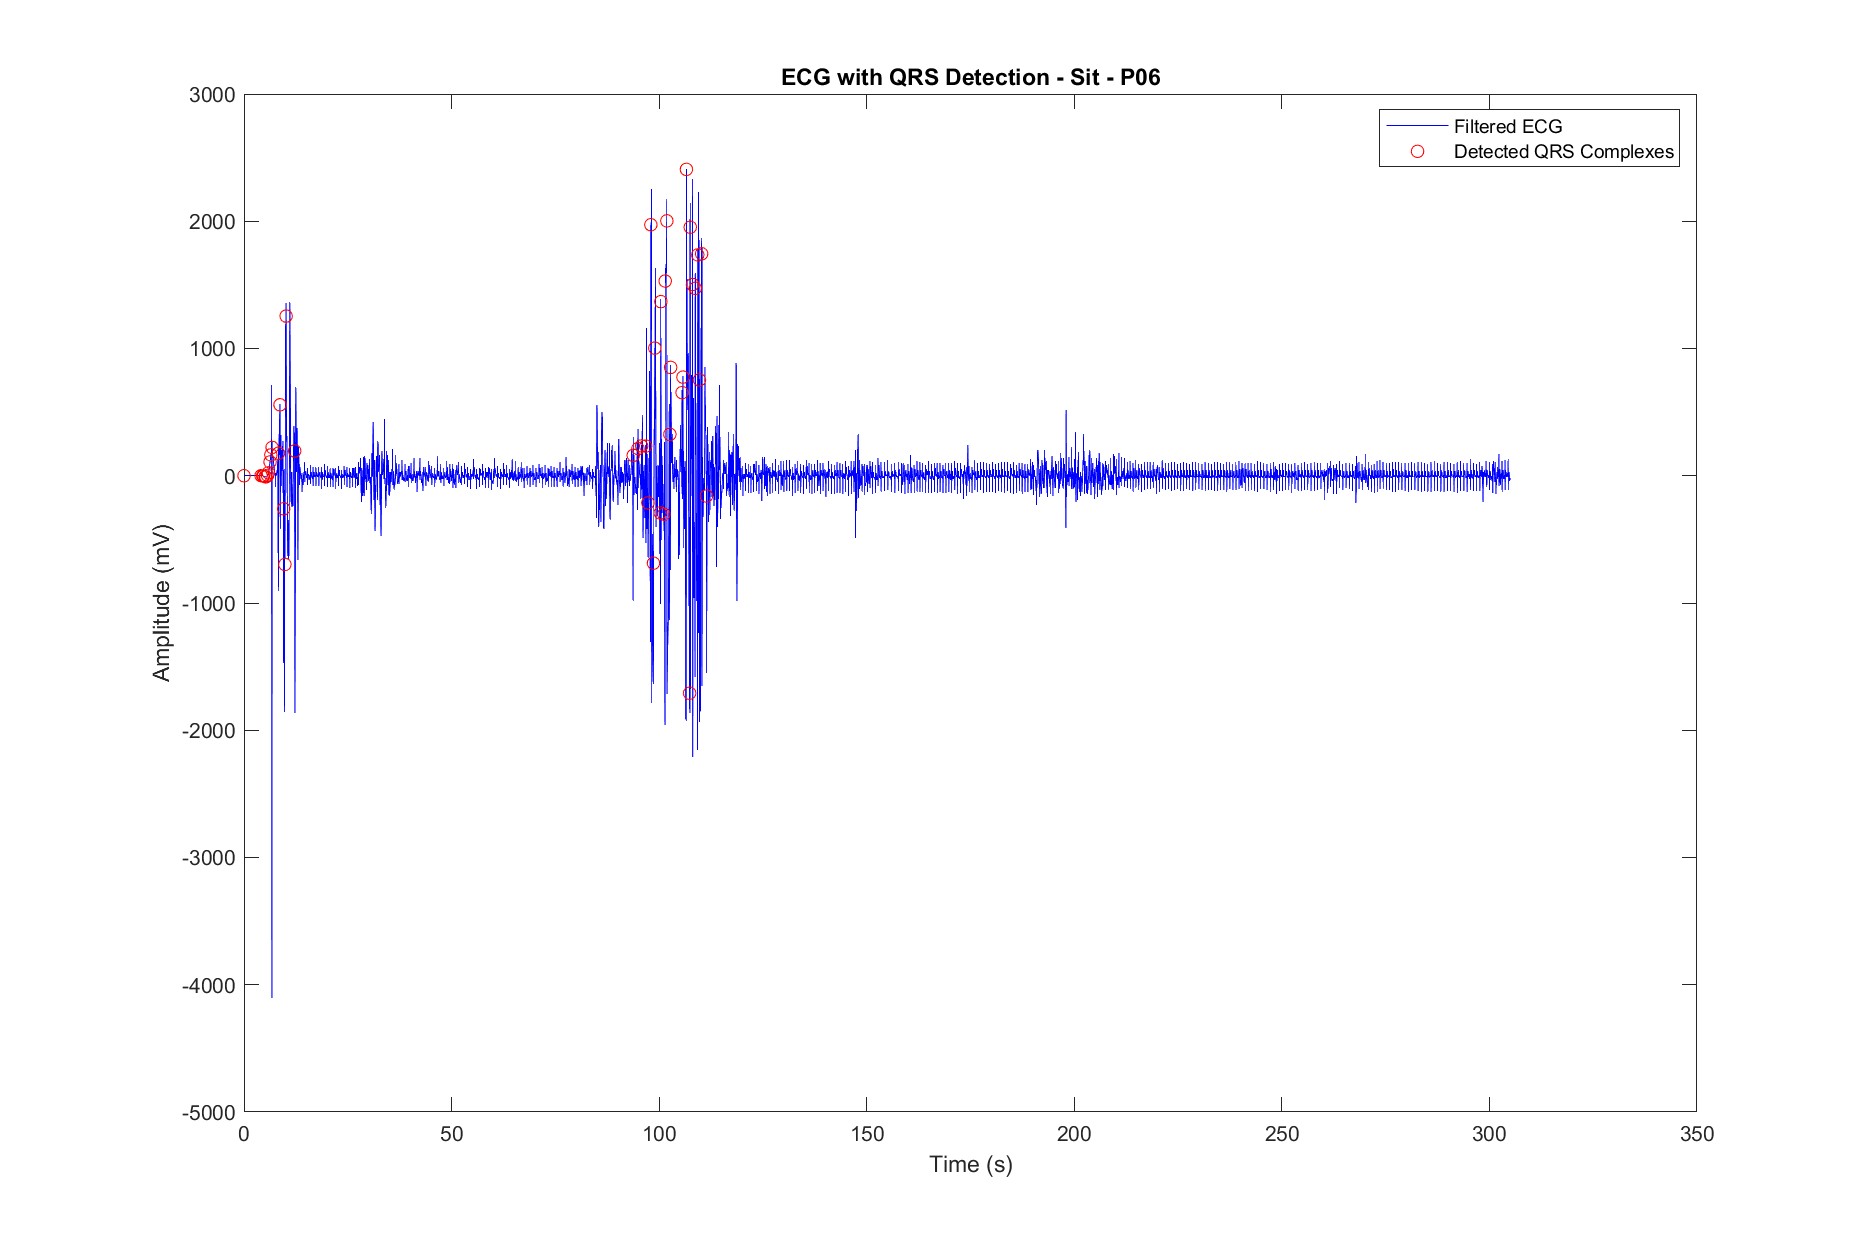 ECG with QRS Detection - Sit - P06
3000
2000
1000
0
-1000
-2000
-3000
-4000
-5000
Amplitude (mV)
Filtered ECG
Detected QRS Complexes
0 50 100 150 200 250 300 350
Time (s)